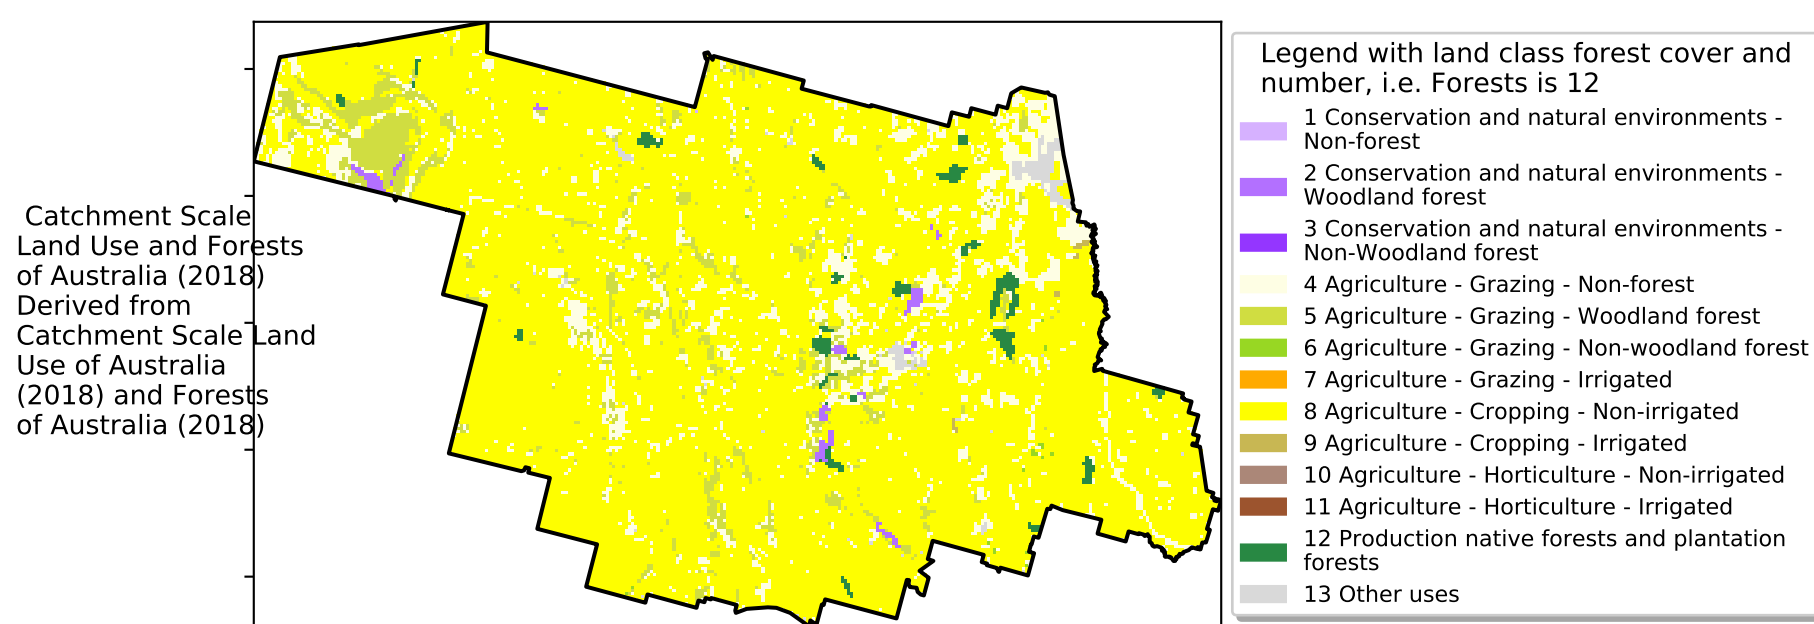 Catchment Scale
Land Use and Forests
of Australia (2018)
Derived from
Catchment Scale Land
Use of Australia
(2018) and Forests
of Australia (2018)
Legend with land class forest cover and
number, i.e. Forests is 12
1 Conservation and natural environments -
Non-forest
2 Conservation and natural environments -
Woodland forest
3 Conservation and natural environments -
Non-Woodland forest
4 Agriculture - Grazing - Non-forest
5 Agriculture - Grazing - Woodland forest
6 Agriculture - Grazing - Non-woodland forest
7 Agriculture - Grazing - Irrigated
8 Agriculture - Cropping - Non-irrigated
9 Agriculture - Cropping - Irrigated
10 Agriculture - Horticulture - Non-irrigated
11 Agriculture - Horticulture - Irrigated
12 Production native forests and plantation
forests
13 Other uses